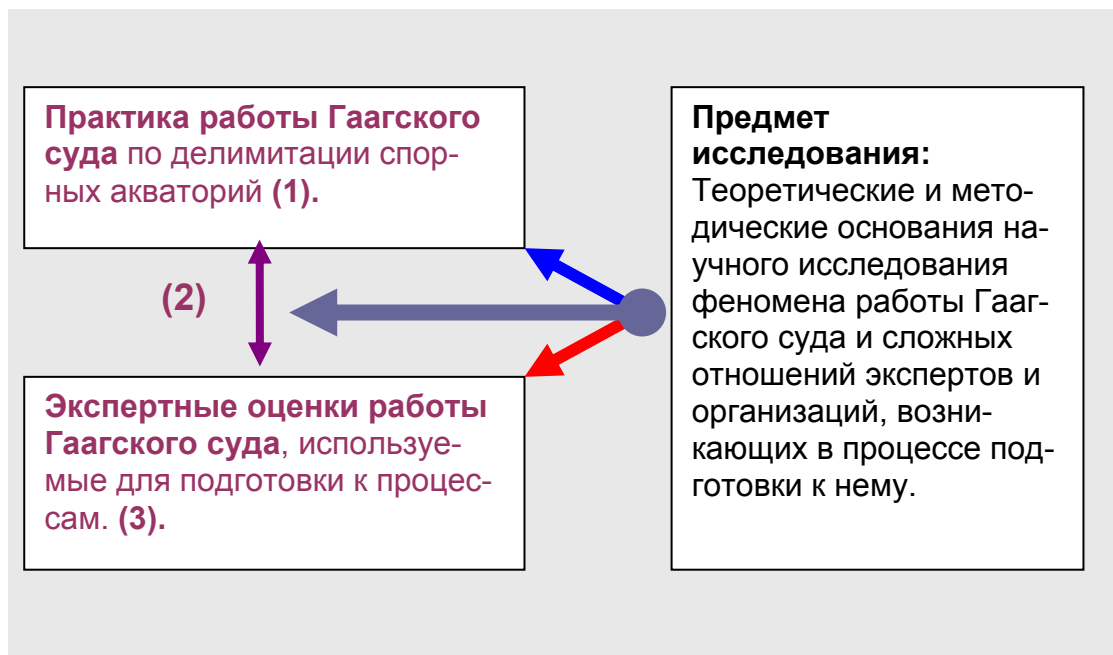 Практика работы Гаагского
суда по делимитации спор-
ных акваторий (1).
(2)
Экспертные оценки работы
Гаагского суда, используе-
мые для подготовки к процес-
сам. (3).
Предмет
исследования:
Теоретические и мето-
дические основания на-
учного исследования
феномена работы Гааг-
ского суда и сложных
отношений экспертов и
организаций, возни-
кающих в процессе под-
готовки к нему.